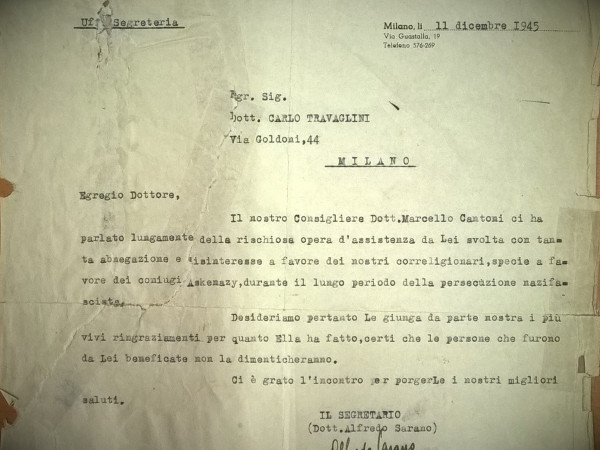 Uff. Segreteria
Milano, li 11 dicembre 1945
Via Guastalla, 19
Telefono 576-269
Egr. Sig.
Dott. CARLO TRAVAGLINI
Via Goldoni,44
MILANO
Egregio Dottore,
Il nostro Consigliere Dott.Marcello Cantoni ci ha
parlato lungamente della rischiosa opera d'assistenza da Lei svolta con tan=
ta abnegazione e disinteresse a favore dei nostri correligionari,specie a fa=
vore dei coniugi Askenazy,durante il lungo periodo della persecuzione nazifa=
scista.
Desideriamo pertanto Le giunga da parte nostra i più
vivi ringraziamenti per quanto Ella ha fatto,certi che le persone che furono
da Lei beneficate non la dimenticheranno.
Ci è grato l'incontro per porgerLe i nostri migliori
saluti.
IL SEGRETARIO
(Dott.Alfredo Sarano)